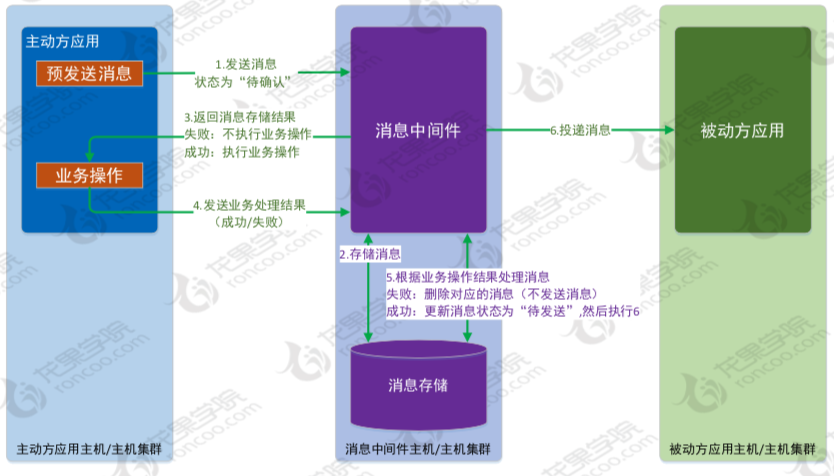 主动方应用
预发送消息
1.发送消息
状态为“待确认”
3.返回消息存储结果
失败：不执行业务操作
成功：执行业务操作
业务操作
4.发送业务处理结果
（成功/失败）
消息中间件
6.投递消息
被动方应用
2.存储消息
5.根据业务操作结果处理消息
失败：删除对应的消息（不发送消息）
成功：更新消息状态为“待发送”,然后执行6
消息存储
主动方应用主机/主机集群
消息中间件主机/主机集群
被动方应用主机/主机集群
龙果学院
roncoo.com